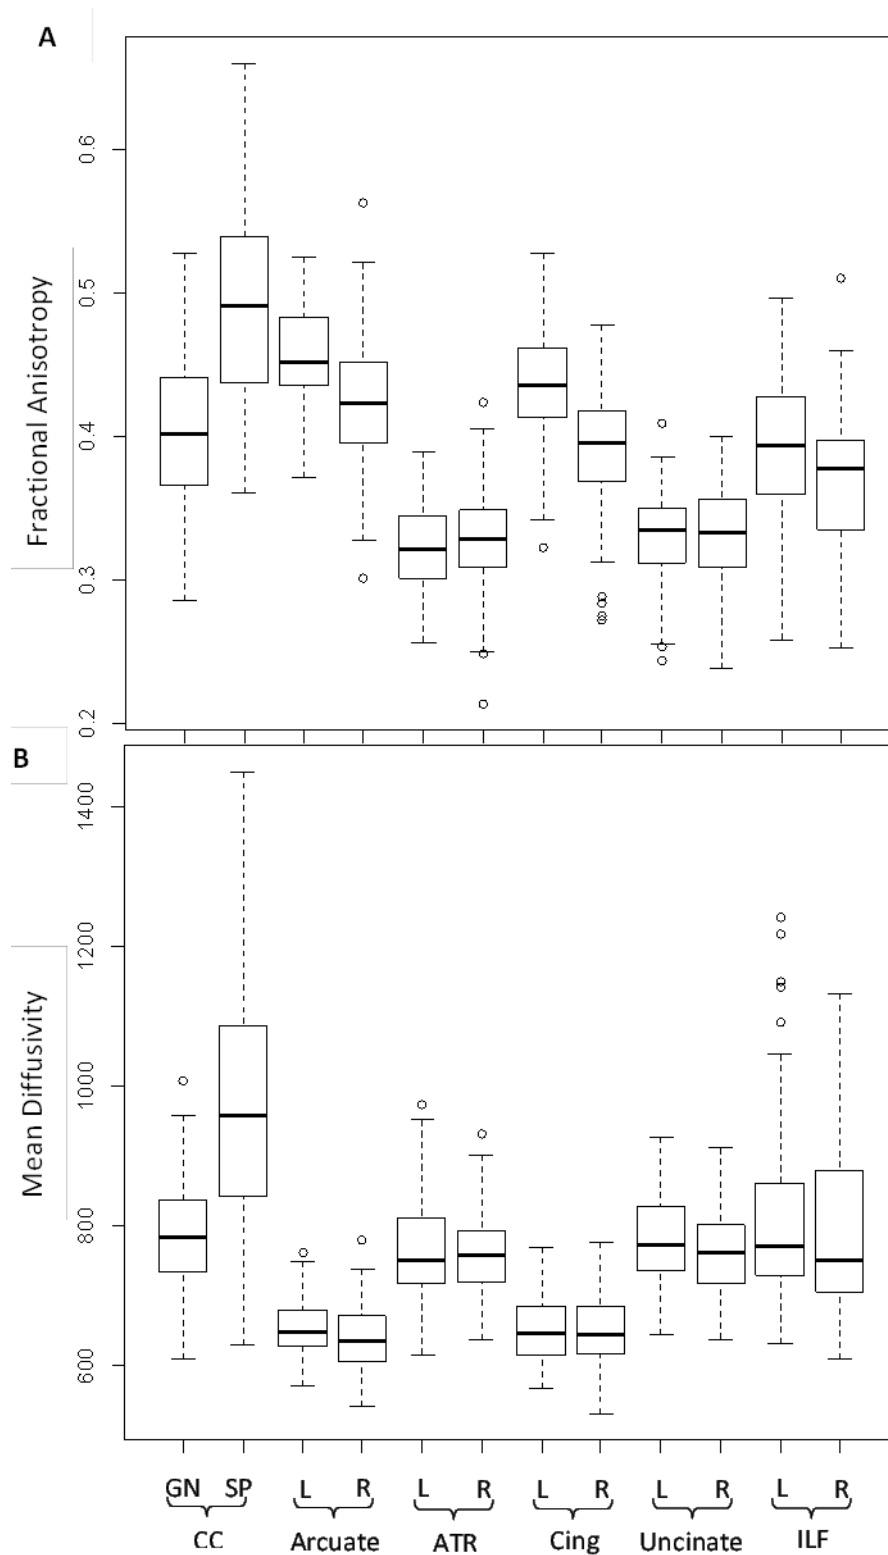 A
Fractional Anisotropy
0.6
0.5
0.4
0.3
0.2
B
Mean Diffusivity
1400
1200
1000
800
600
GN SP L R L R L R L R L R
CC Arcuate ATR Cing Uncinate ILF